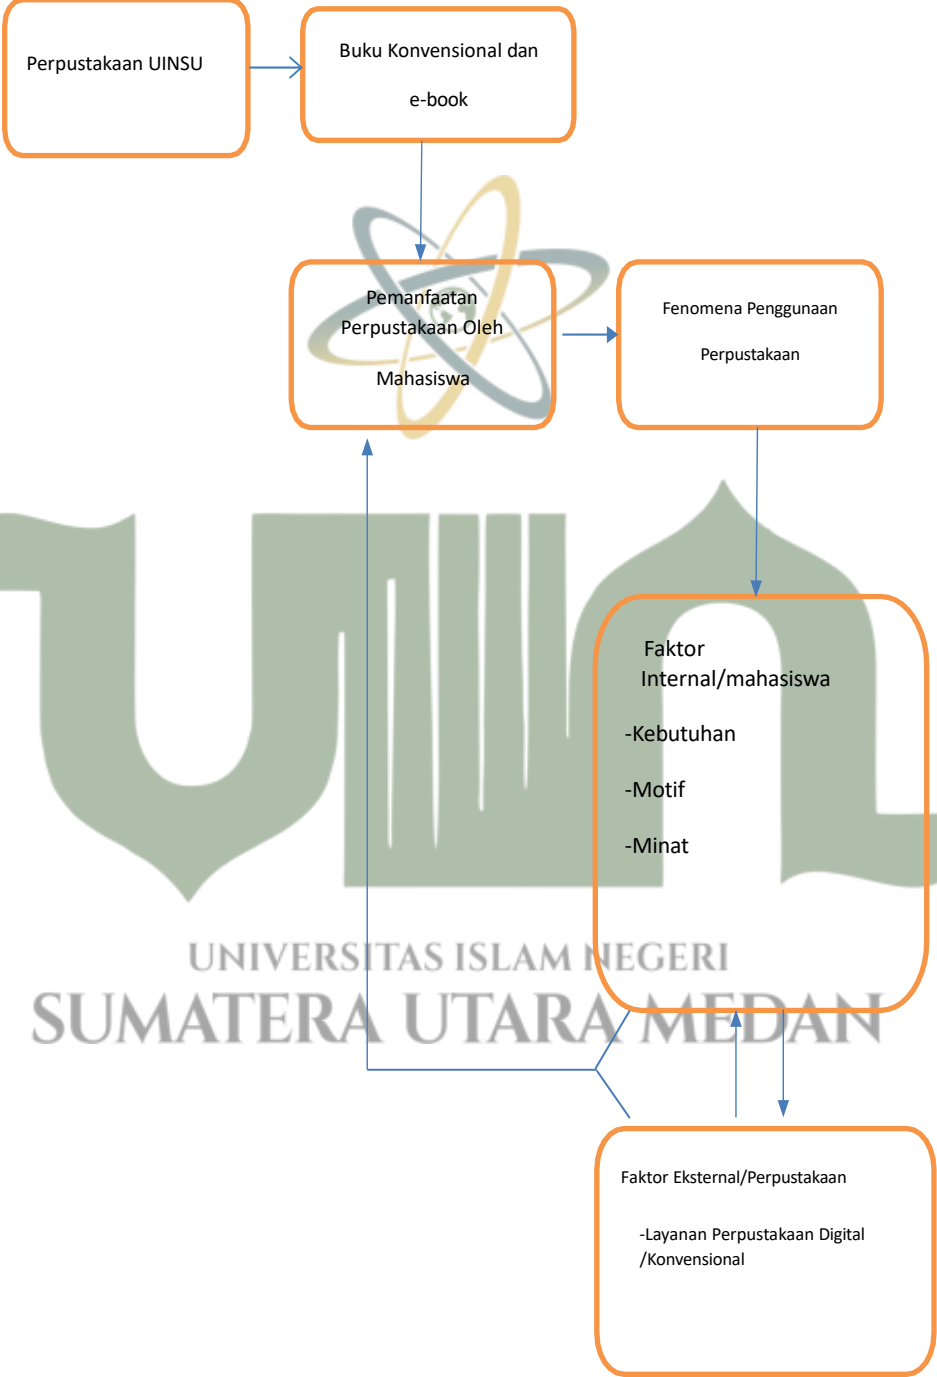 Perpustakaan UINSU
Buku Konvensional dan
e-book
Pemanfaatan
Perpustakaan Oleh
Mahasiswa
Fenomena Penggunaan
Perpustakaan
Faktor
Internal/mahasiswa
-Kebutuhan
-Motif
-Minat
UNIVERSITAS ISLAM NEGERI
SUMATERA UTARA MEDAN
Faktor Eksternal/Perpustakaan
-Layanan Perpustakaan Digital
/Konvensional